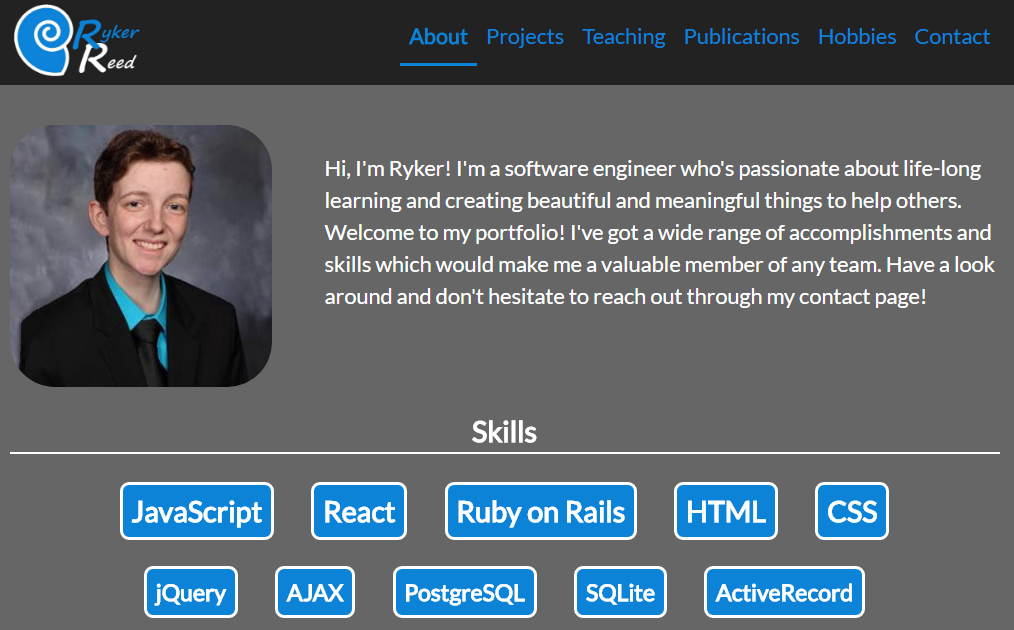 Ryker
Reed
About Projects Teaching Publications Hobbies Contact
Hi, I'm Ryker! I'm a software engineer who's passionate about life-long
learning and creating beautiful and meaningful things to help others.
Welcome to my portfolio! I've got a wide range of accomplishments and
skills which would make me a valuable member of any team. Have a look
around and don't hesitate to reach out through my contact page!
Skills
JavaScript React Ruby on Rails HTML CSS
jQuery AJAX PostgreSQL SQLite ActiveRecord